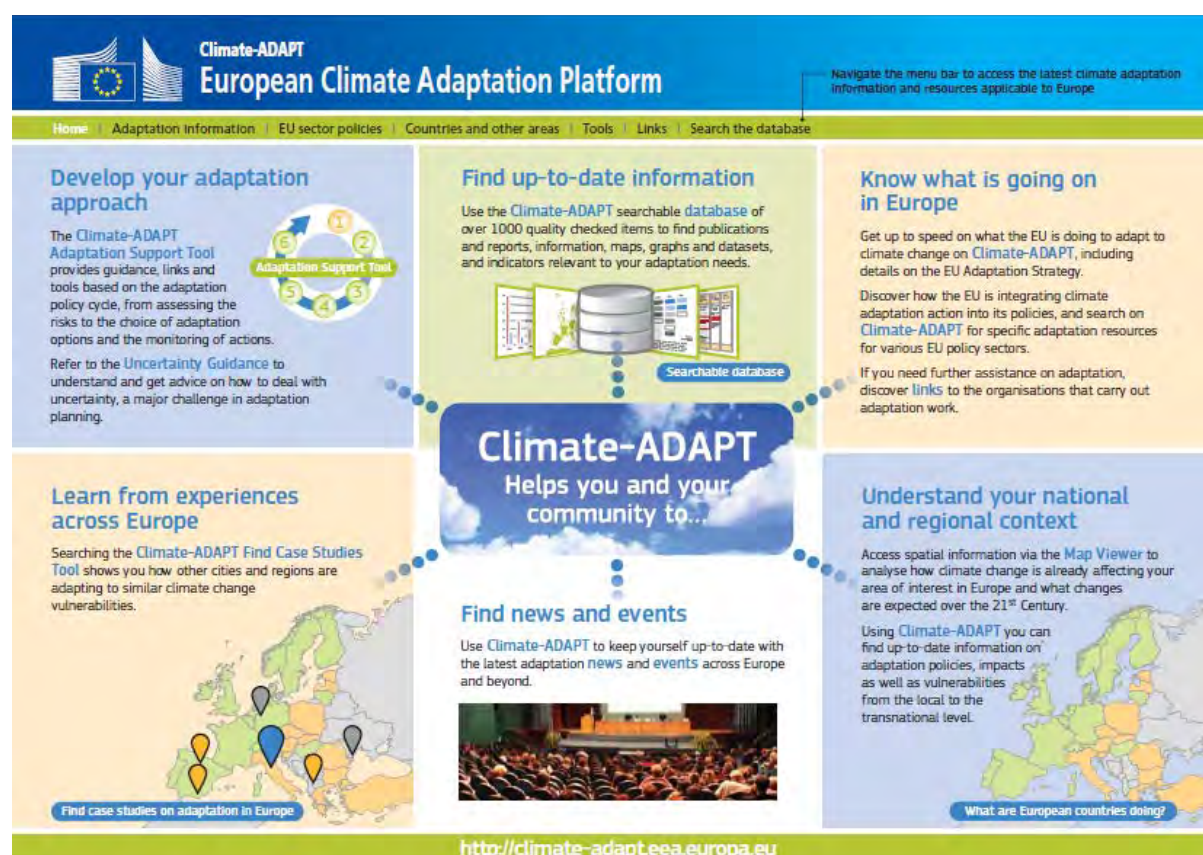 Climate-ADAPT
European Climate Adaptation Platform
Navigate the menu bar to access the latest climate adaptation
information and resources applicable to Europe
Home | Adaptation information | EU sector policies | Countries and other areas | Tools | Links | Search the database
Develop your adaptation
approach
The Climate-ADAPT
Adaptation Support Tool
provides guidance, links and
tools based on the adaptation
policy cycle, from assessing the
risks to the choice of adaptation
options and the monitoring of actions.
Refer to the Uncertainty Guidance to
understand and get advice on how to deal with
uncertainty, a major challenge in adaptation
planning.
1
2
3
4
5
6
Adaptation Support Tool
Find up-to-date information
Use the Climate-ADAPT searchable database of
over 1000 quality checked items to find publications
and reports, information, maps, graphs and datasets,
and indicators relevant to your adaptation needs.
Searchable database
Know what is going on
in Europe
Get up to speed on what the EU is doing to adapt to
climate change on Climate-ADAPT, including
details on the EU Adaptation Strategy.
Discover how the EU is integrating climate
adaptation action into its policies, and search on
Climate-ADAPT for specific adaptation resources
for various EU policy sectors.
If you need further assistance on adaptation,
discover links to the organisations that carry out
adaptation work.
Climate-ADAPT
Helps you and your
community to...
Learn from experiences
across Europe
Searching the Climate-ADAPT Find Case Studies
Tool shows you how other cities and regions are
adapting to similar climate change
vulnerabilities.
Find case studies on adaptation in Europe
Find news and events
Use Climate-ADAPT to keep yourself up-to-date with
the latest adaptation news and events across Europe
and beyond.
Understand your national
and regional context
Access spatial information via the Map Viewer to
analyse how climate change is already affecting your
area of interest in Europe and what changes
are expected over the 21st Century.
Using Climate-ADAPT you can
find up-to-date information on
adaptation policies, impacts
as well as vulnerabilities
from the local to the
transnational level.
What are European countries doing?
http://climate-adapt.eea.europa.eu